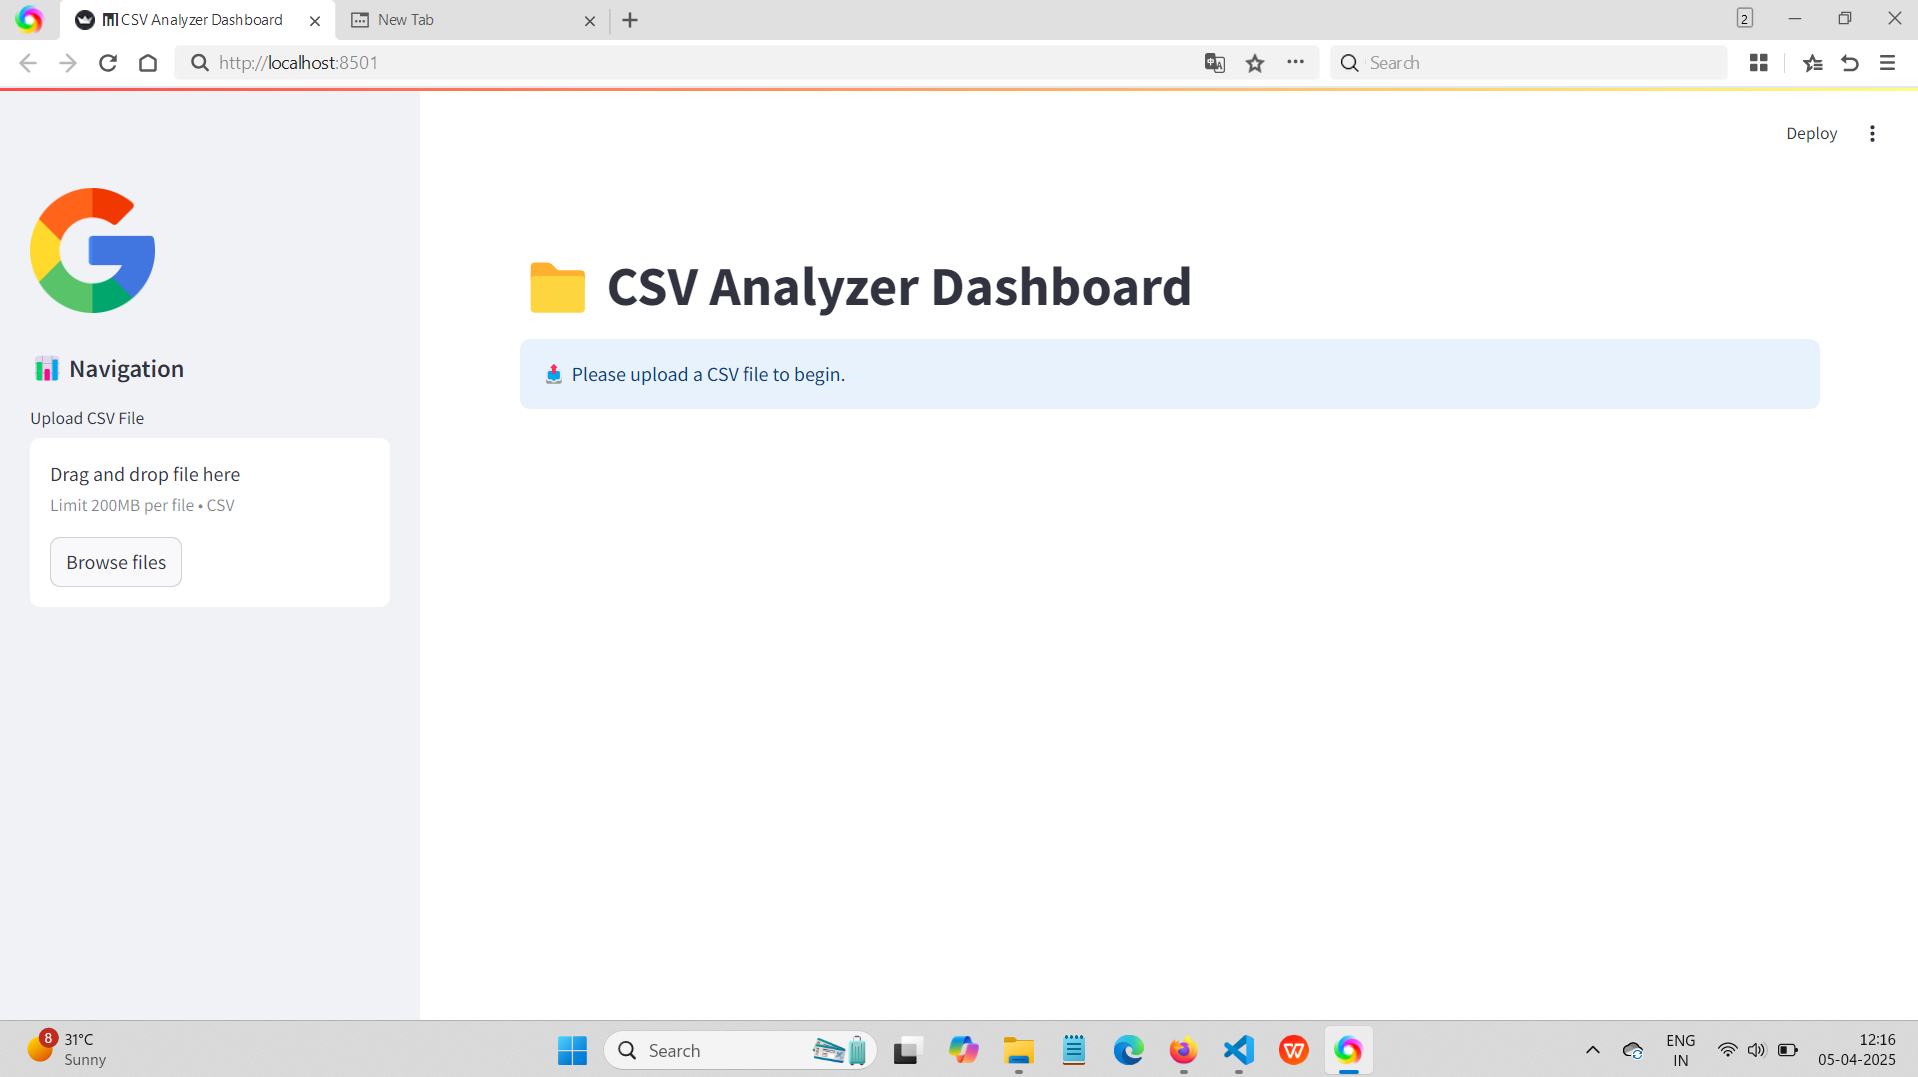 CSV Analyzer Dashboard
New Tab
2
http://localhost:8501
Search
Deploy
CSV Analyzer Dashboard
Please upload a CSV file to begin.
Navigation
Upload CSV File
Drag and drop file here
Limit 200MB per file • CSV
Browse files
8
31°C
Sunny
Search
ENG
IN
12:16
05-04-2025